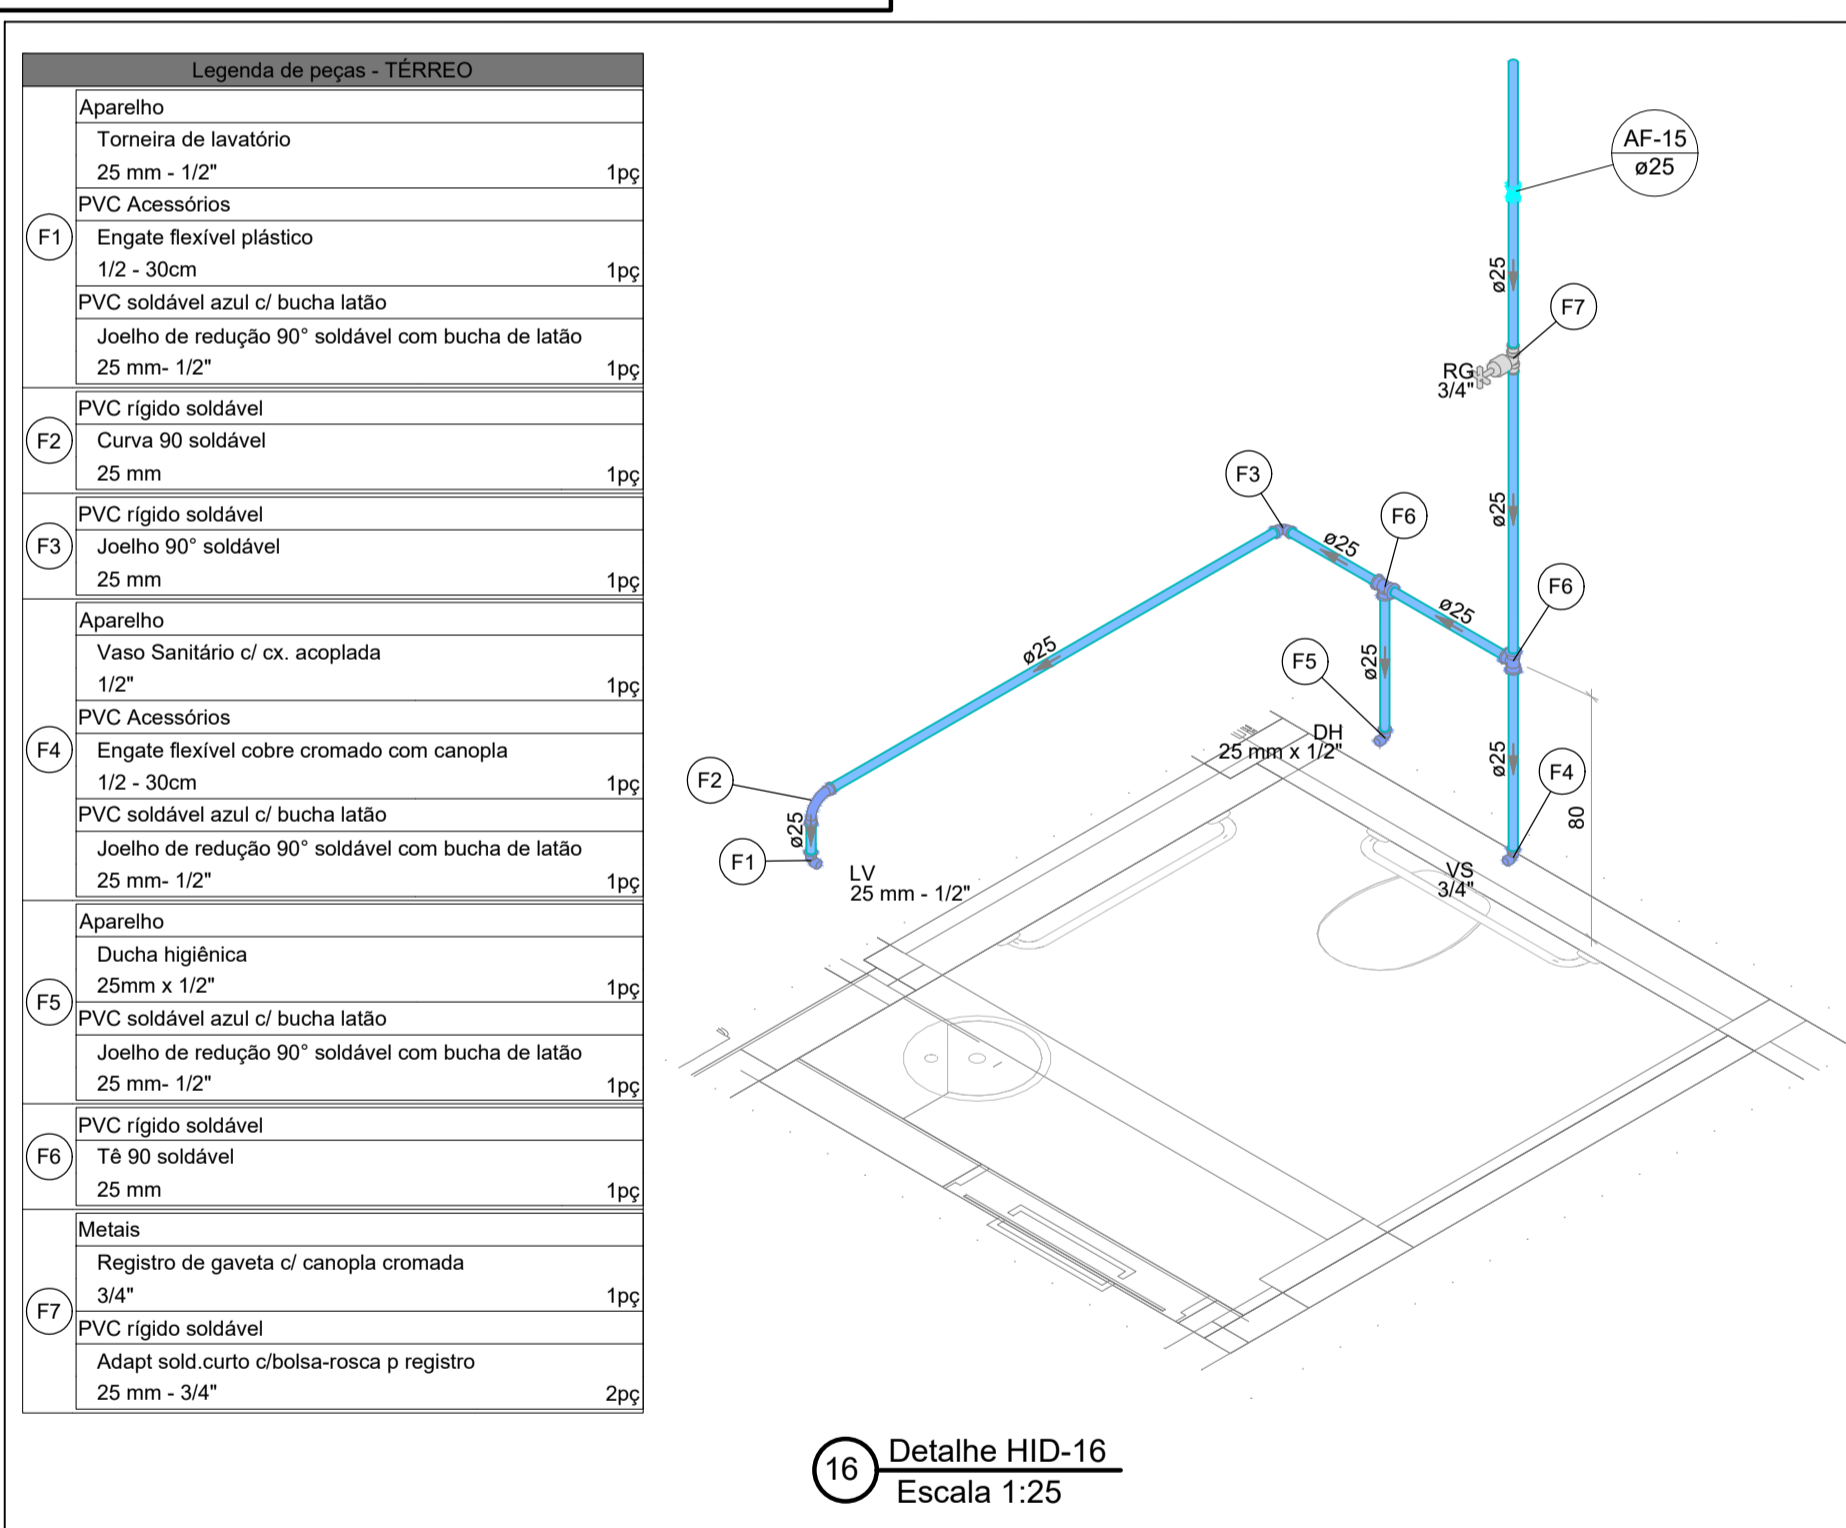 Legenda de peças - TÉRREO
F1
Aparelho
Torneira de lavatório
25 mm - 1/2" 1pç
PVC Acessórios
Engate flexível plástico
1/2 - 30cm 1pç
PVC soldável azul c/ bucha latão
Joelho de redução 90° soldável com bucha de latão
25 mm- 1/2" 1pç
F2
PVC rígido soldável
Curva 90 soldável
25 mm 1pç
F3
PVC rígido soldável
Joelho 90° soldável
25 mm 1pç
F4
Aparelho
Vaso Sanitário c/ cx. acoplada
1/2" 1pç
PVC Acessórios
Engate flexível cobre cromado com canopla
1/2 - 30cm 1pç
PVC soldável azul c/ bucha latão
Joelho de redução 90° soldável com bucha de latão
25 mm- 1/2" 1pç
F5
Aparelho
Ducha higiênica
25mm x 1/2" 1pç
PVC soldável azul c/ bucha latão
Joelho de redução 90° soldável com bucha de latão
25 mm- 1/2" 1pç
F6
PVC rígido soldável
Tê 90 soldável
25 mm 1pç
F7
Metais
Registro de gaveta c/ canopla cromada
3/4" 1pç
PVC rígido soldável
Adapt sold.curto c/bolsa-rosca p registro
25 mm - 3/4" 2pç
AF-15
ø25
ø25
F7
RG
3/4"
F3
F6
ø25
ø25
F6
ø25
ø25
F5
ø25
DH
25 mm x 1/2"
ø25
F4
F2
80
ø25
F1
LV
25 mm - 1/2"
VS
3/4"
16
Detalhe HID-16
Escala 1:25